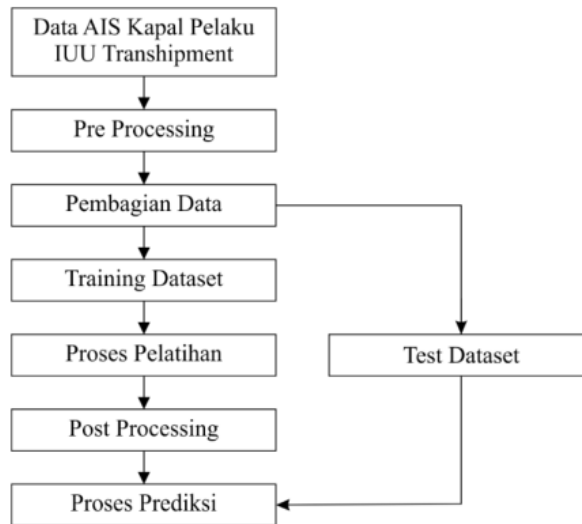 Data AIS Kapal Pelaku
IUU Transhipment
Pre Processing
Pembagian Data
Training Dataset
Proses Pelatihan
Test Dataset
Post Processing
Proses Prediksi